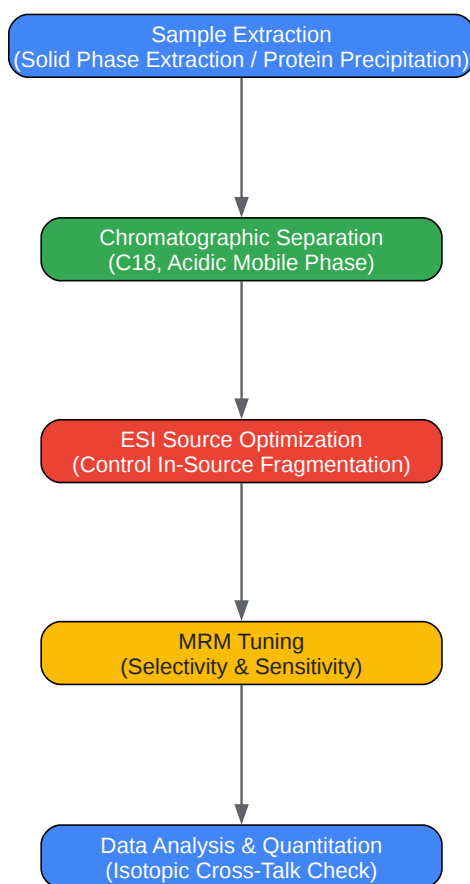 Sample Extraction
(Solid Phase Extraction / Protein Precipitation)
Chromatographic Separation
(C18, Acidic Mobile Phase)
ESI Source Optimization
(Control In-Source Fragmentation)
MRM Tuning
(Selectivity & Sensitivity)
Data Analysis & Quantitation
(Isotopic Cross-Talk Check)